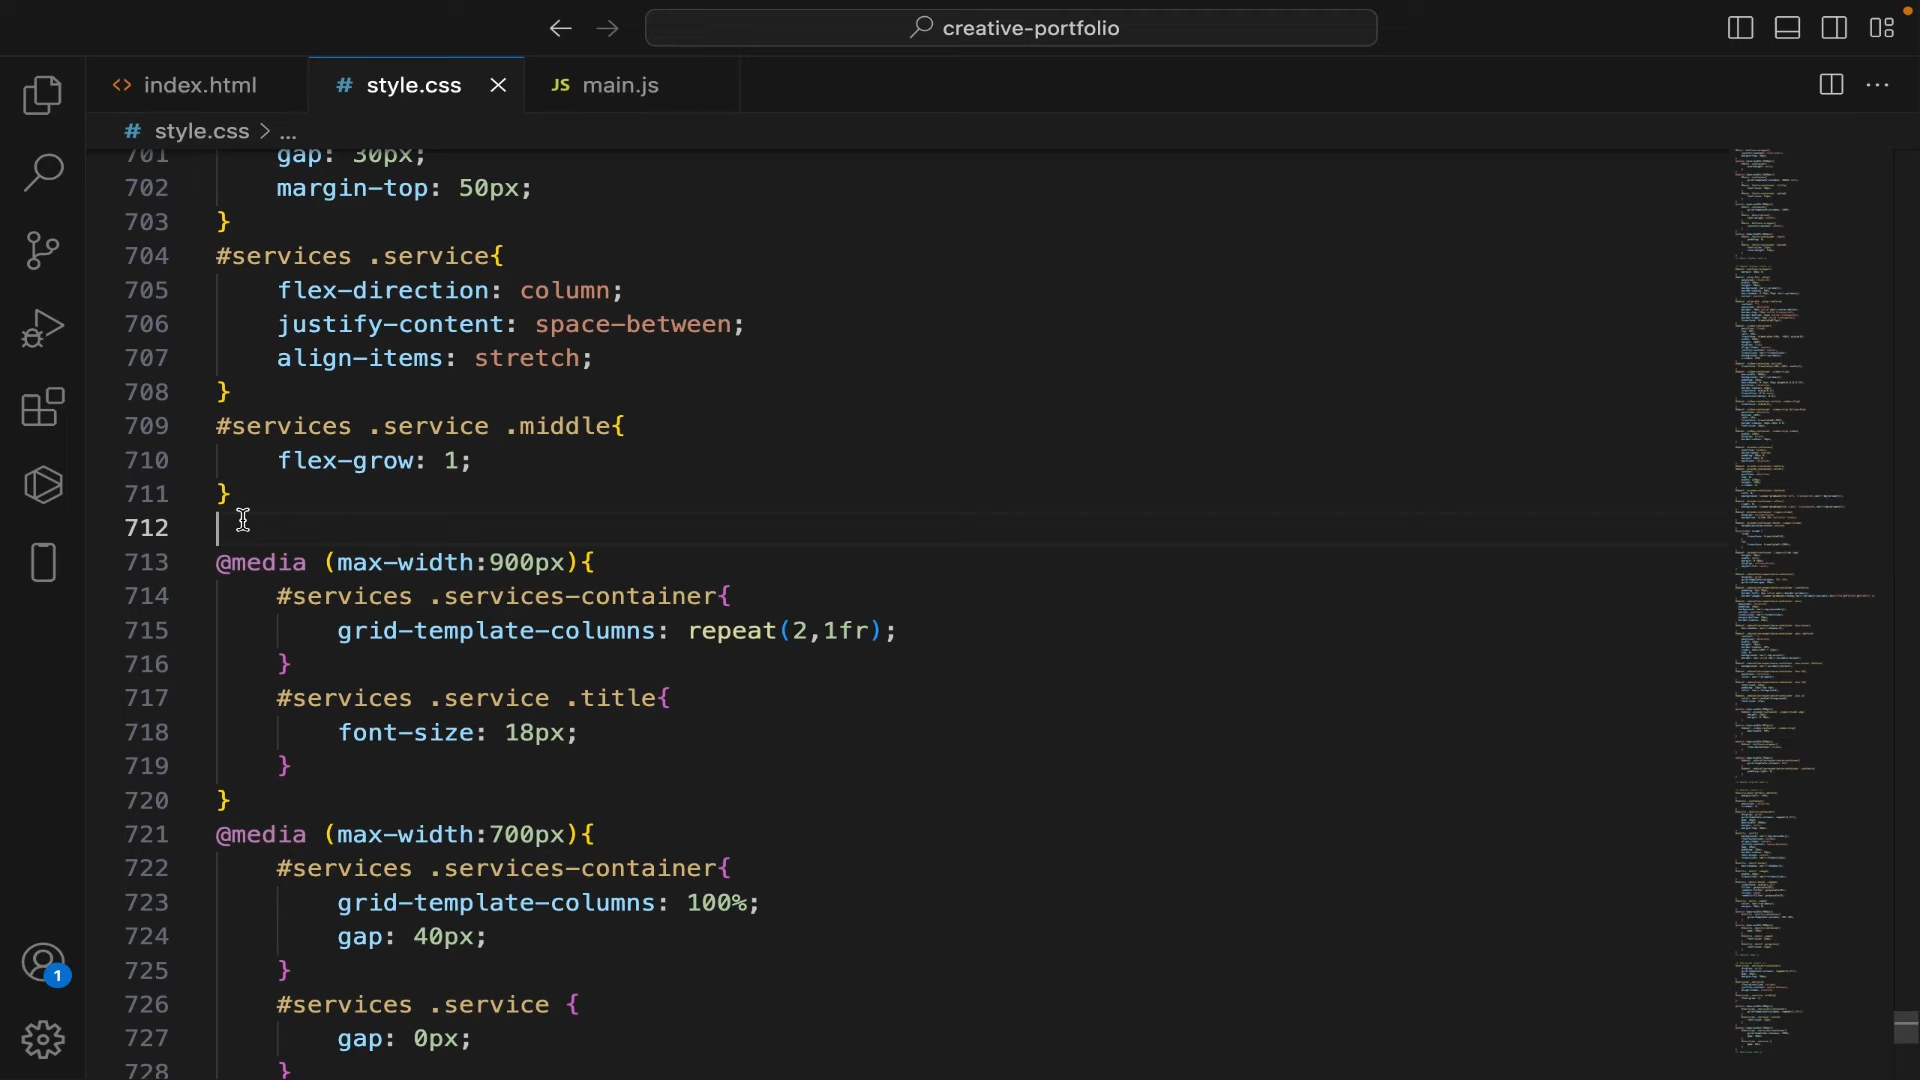 creative-portfolio
<> index.html
# style.css
JS main.js
# style.css > ...
701 gap: 30px;
702 margin-top: 50px;
703 }
704 #services .service{
705 flex-direction: column;
706 justify-content: space-between;
707 align-items: stretch;
708 }
709 #services .service .middle{
710 flex-grow: 1;
711 }
712
713 @media (max-width:900px){
714 #services .services-container{
715 grid-template-columns: repeat(2,1fr);
716 }
717 #services .service .title{
718 font-size: 18px;
719 }
720 }
721 @media (max-width:700px){
722 #services .services-container{
723 grid-template-columns: 100%;
724 gap: 40px;
725 }
726 #services .service {
727 gap: 0px;
728 }
1